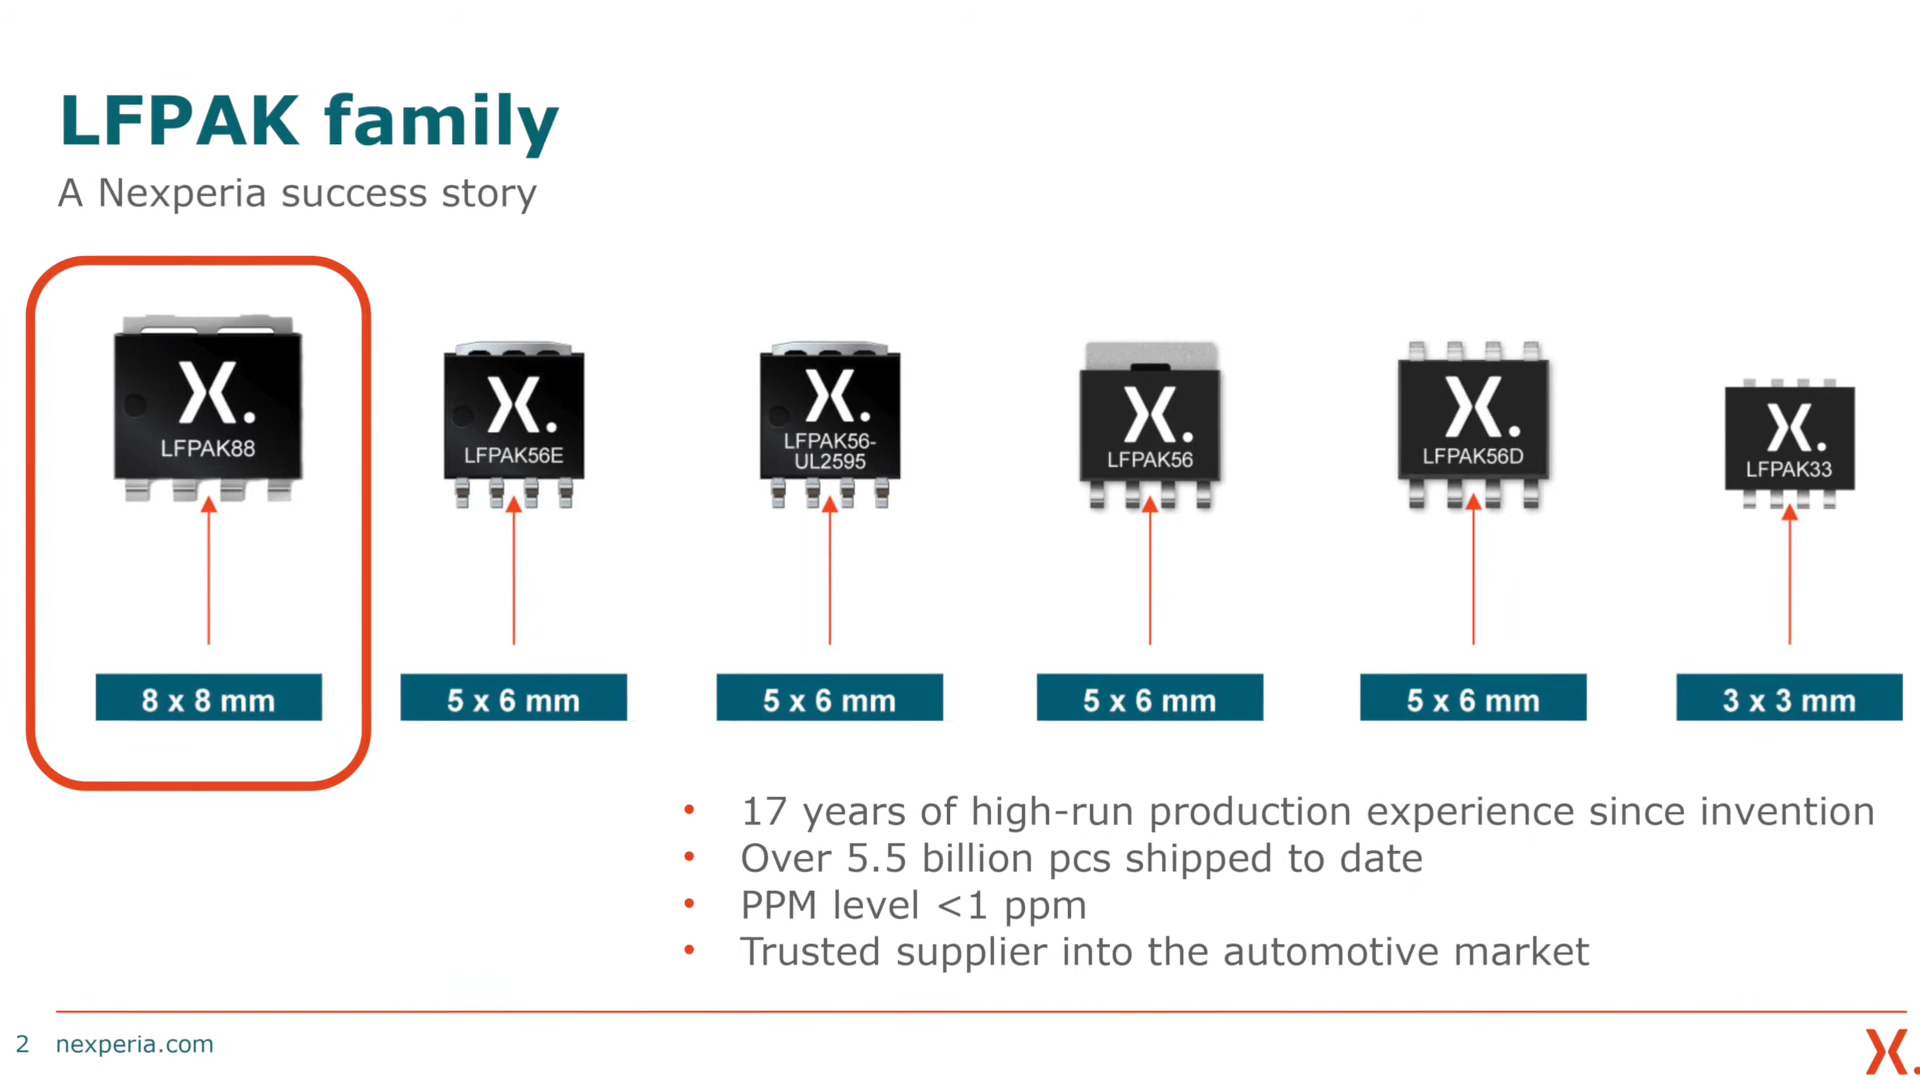 LFPAK family
A Nexperia success story
X.
LFPAK88
X.
LFPAK56E
X.
LFPAK56-
UL2595
X.
LFPAK56
X.
LFPAK56D
X.
LFPAK33
8 x 8 mm
5 x 6 mm
5 x 6 mm
5 x 6 mm
5 x 6 mm
3 x 3 mm
• 17 years of high-run production experience since invention
• Over 5.5 billion pcs shipped to date
• PPM level <1 ppm
• Trusted supplier into the automotive market
2 nexperia.com
X.